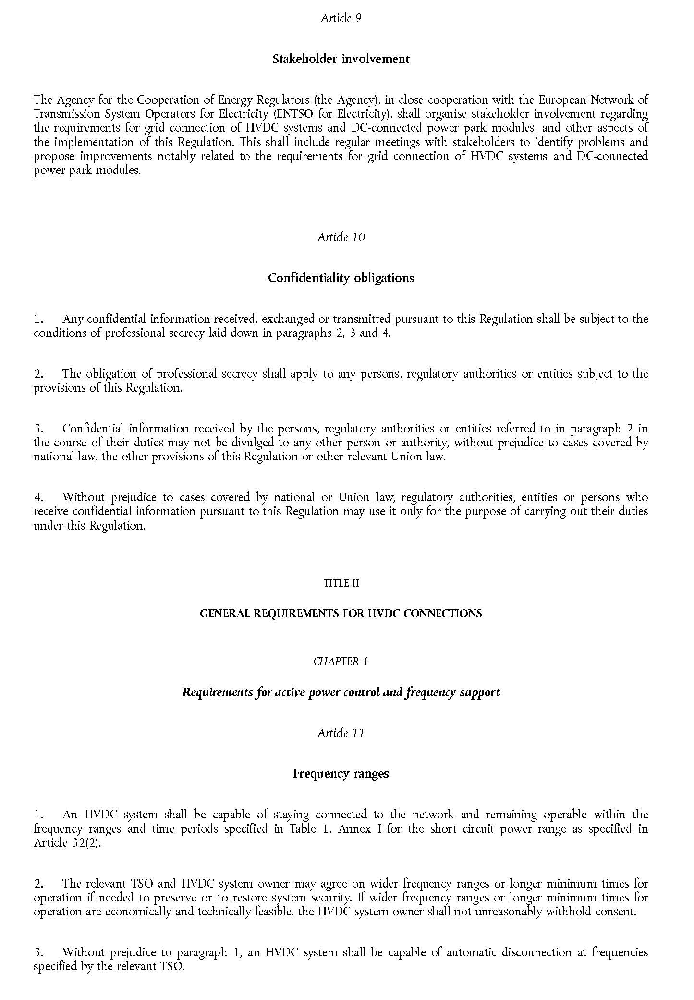 Article 9
Stakeholder involvement
The Agency for the Cooperation of Energy Regulators (the Agency), in close cooperation with the European Network of
Transmission System Operators for Electricity (ENTSO for Electricity), shall organise stakeholder involvement regarding
the requirements for grid connection of HVDC systems and DC-connected power park modules, and other aspects of
the implementation of this Regulation. This shall include regular meetings with stakeholders to identify problems and
propose improvements notably related to the requirements for grid connection of HVDC systems and DC-connected
power park modules.
Article 10
Confidentiality obligations
1. Any confidential information received, exchanged or transmitted pursuant to this Regulation shall be subject to the
conditions of professional secrecy laid down in paragraphs 2, 3 and 4.
2. The obligation of professional secrecy shall apply to any persons, regulatory authorities or entities subject to the
provisions of this Regulation.
3. Confidential information received by the persons, regulatory authorities or entities referred to in paragraph 2 in
the course of their duties may not be divulged to any other person or authority, without prejudice to cases covered by
national law, the other provisions of this Regulation or other relevant Union law.
4. Without prejudice to cases covered by national or Union law, regulatory authorities, entities or persons who
receive confidential information pursuant to this Regulation may use it only for the purpose of carrying out their duties
under this Regulation.
TITLE II
GENERAL REQUIREMENTS FOR HVDC CONNECTIONS
CHAPTER 1
Requirements for active power control and frequency support
Article 11
Frequency ranges
1. An HVDC system shall be capable of staying connected to the network and remaining operable within the
frequency ranges and time periods specified in Table 1, Annex I for the short circuit power range as specified in
Article 32(2).
2. The relevant TSO and HVDC system owner may agree on wider frequency ranges or longer minimum times for
operation if needed to preserve or to restore system security. If wider frequency ranges or longer minimum times for
operation are economically and technically feasible, the HVDC system owner shall not unreasonably withhold consent.
3. Without prejudice to paragraph 1, an HVDC system shall be capable of automatic disconnection at frequencies
specified by the relevant TSO.